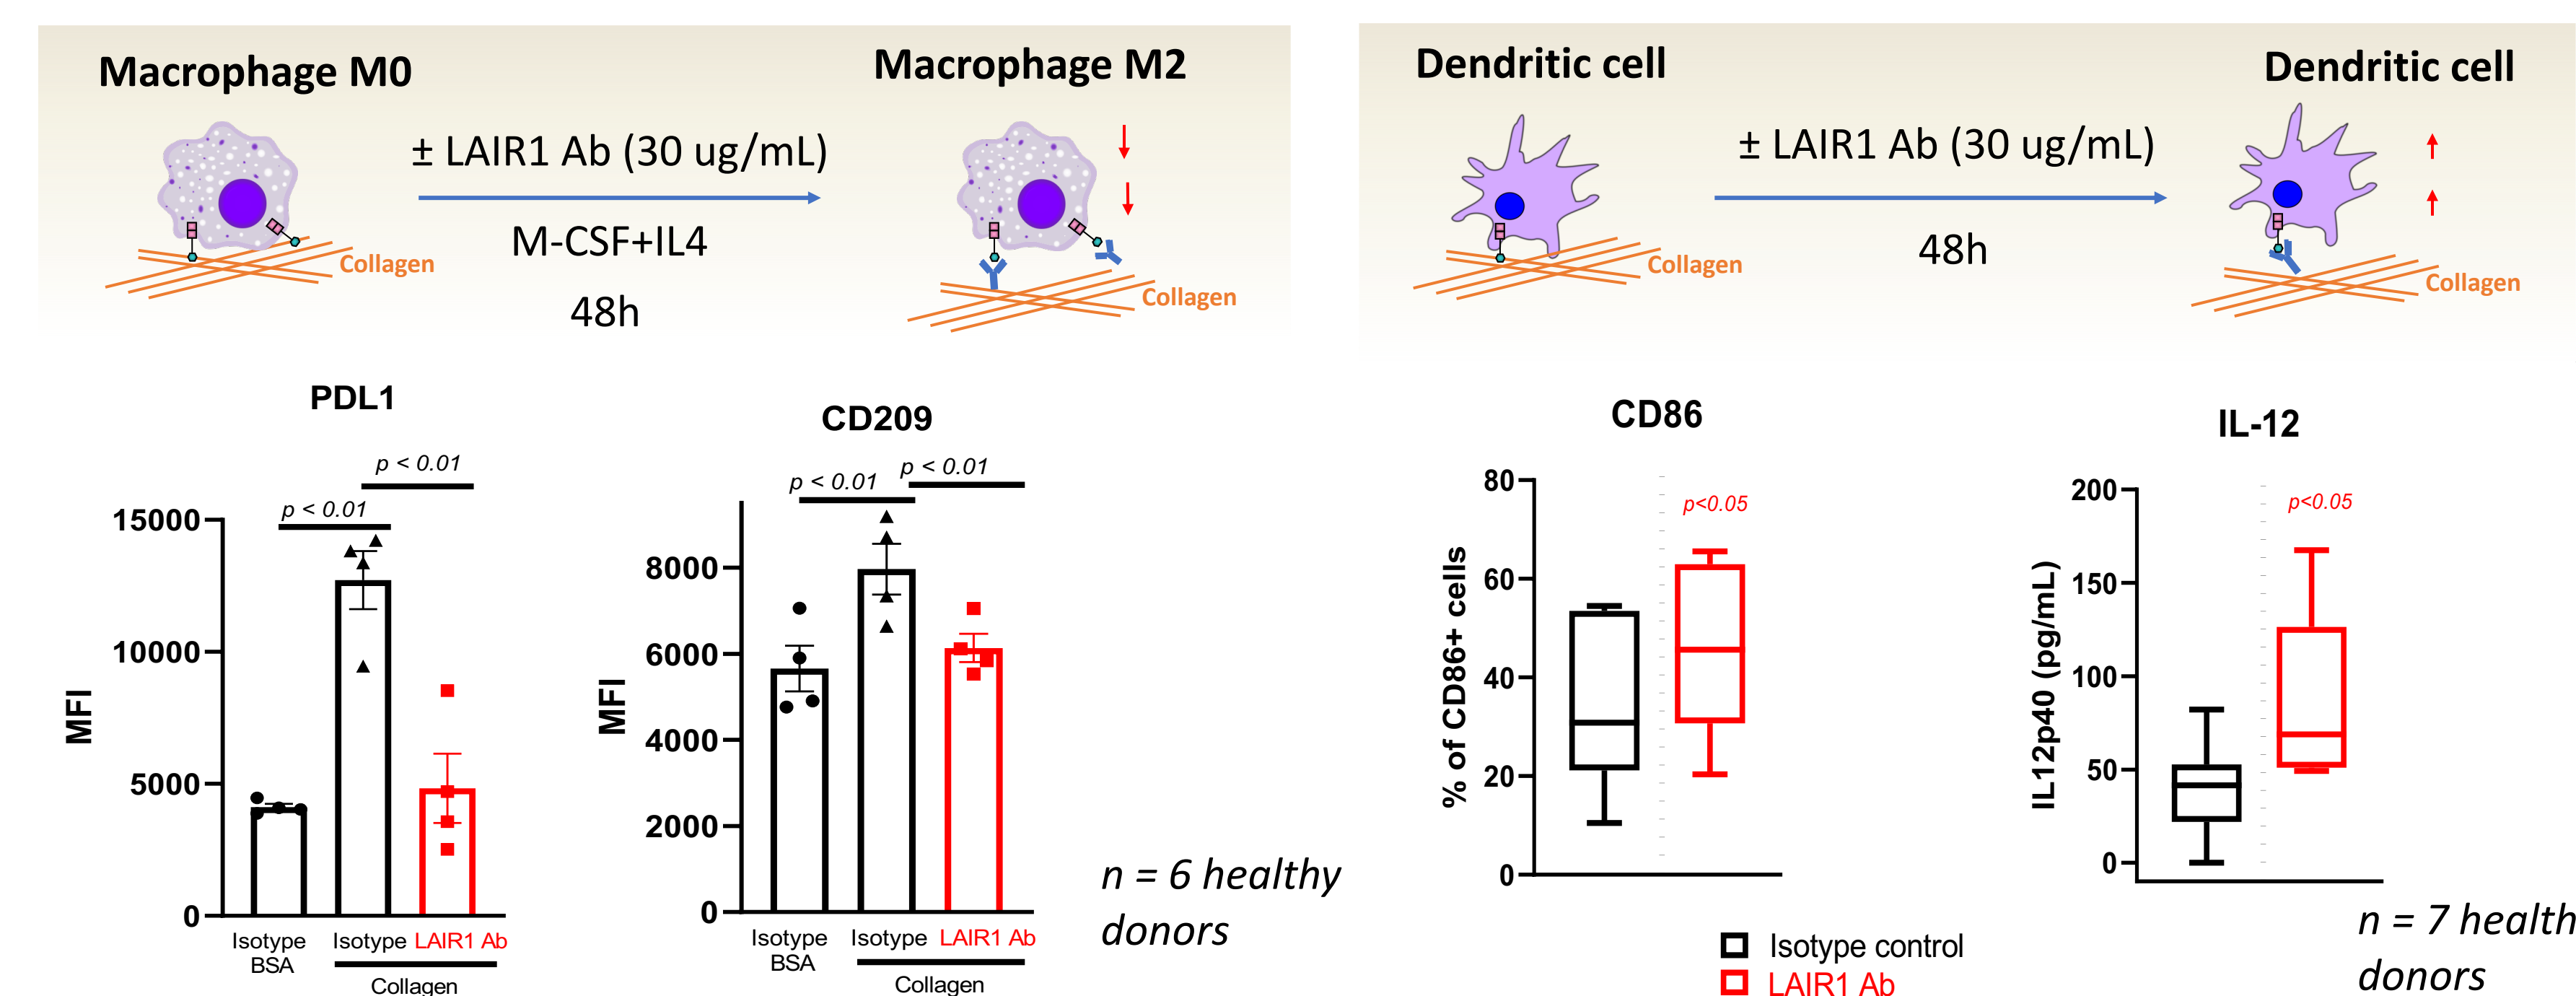 Macrophage M0
Macrophage M2
± LAIR1 Ab (30 ug/mL)
M-CSF+IL4
48h
Collagen
Collagen
Dendritic cell
Dendritic cell
± LAIR1 Ab (30 ug/mL)
48h
Collagen
Collagen
PDL1
p < 0.01
p < 0.01
15000
10000
5000
0
MFI
Isotype
BSA
Isotype
LAIR1 Ab
Collagen
CD209
p < 0.01
p < 0.01
8000
6000
4000
2000
0
MFI
Isotype
BSA
Isotype
LAIR1 Ab
Collagen
n = 6 healthy
donors
CD86
p<0.05
80
60
40
20
0
% of CD86+ cells
IL-12
p<0.05
200
150
100
50
0
IL12p40 (pg/mL)
Isotype control
LAIR1 Ab
n = 7 health
donors